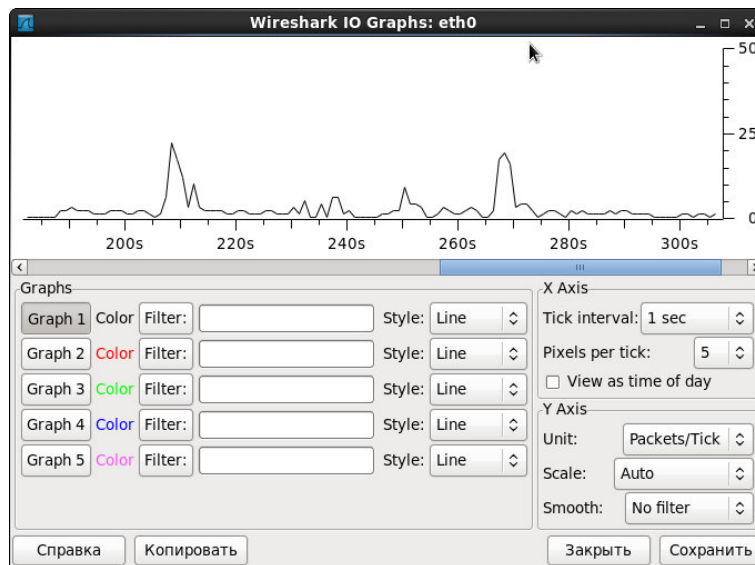 Wireshark IO Graphs: eth0
50
25
0
200s 220s 240s 260s 280s 300s
Graphs
Graph 1 Color Filter: Style: Line
Graph 2 Color Filter: Style: Line
Graph 3 Color Filter: Style: Line
Graph 4 Color Filter: Style: Line
Graph 5 Color Filter: Style: Line
X Axis
Tick interval: 1 sec
Pixels per tick: 5
View as time of day
Y Axis
Unit: Packets/Tick
Scale: Auto
Smooth: No filter
Справка Копировать Закрыть Сохранить